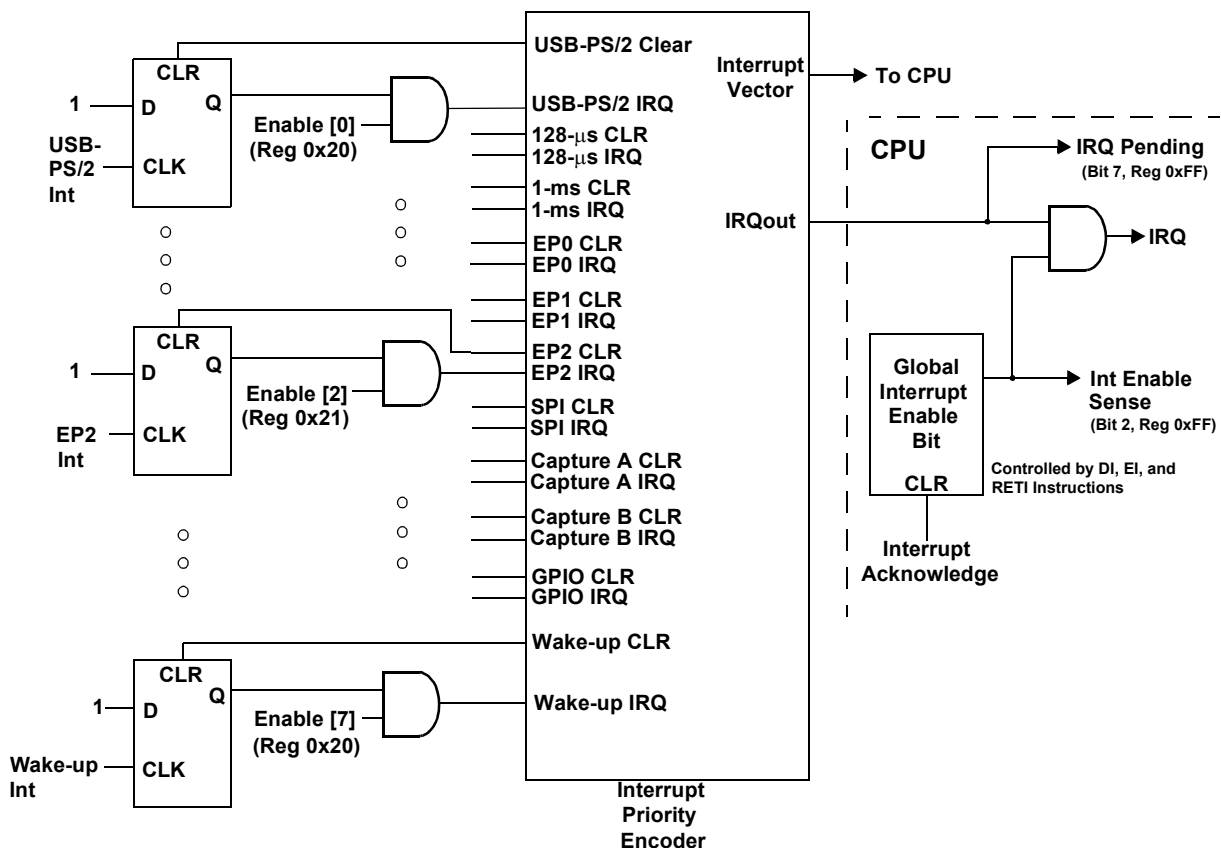 CLR
D
Q
CLK
1
USB-
PS/2
Int
Enable [0]
(Reg 0x20)
CLR
D
Q
CLK
1
EP2
Int
Enable [2]
(Reg 0x21)
CLR
D
Q
CLK
1
Wake-up
Int
Enable [7]
(Reg 0x20)
USB-PS/2 Clear
USB-PS/2 IRQ
128-μs CLR
128-μs IRQ
1-ms CLR
1-ms IRQ
EP0 CLR
EP0 IRQ
EP1 CLR
EP1 IRQ
EP2 CLR
EP2 IRQ
SPI CLR
SPI IRQ
Capture A CLR
Capture A IRQ
Capture B CLR
Capture B IRQ
GPIO CLR
GPIO IRQ
Wake-up CLR
Wake-up IRQ
Interrupt
Vector
IRQout
Interrupt
Priority
Encoder
To CPU
CPU
IRQ Pending
(Bit 7, Reg 0xFF)
IRQ
Global
Interrupt
Enable
Bit
CLR
Int Enable
Sense
(Bit 2, Reg 0xFF)
Controlled by DI, EI, and
RETI Instructions
Interrupt
Acknowledge